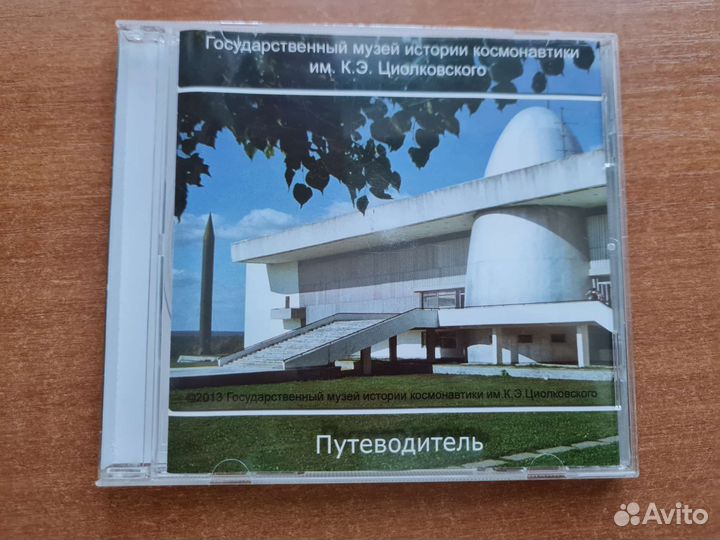 Государственный музей истории космонавтики
им. К.Э. Циолковского
©2013 Государственный музей истории космонавтики им.К.Э.Циолковского
Путеводитель
Avito